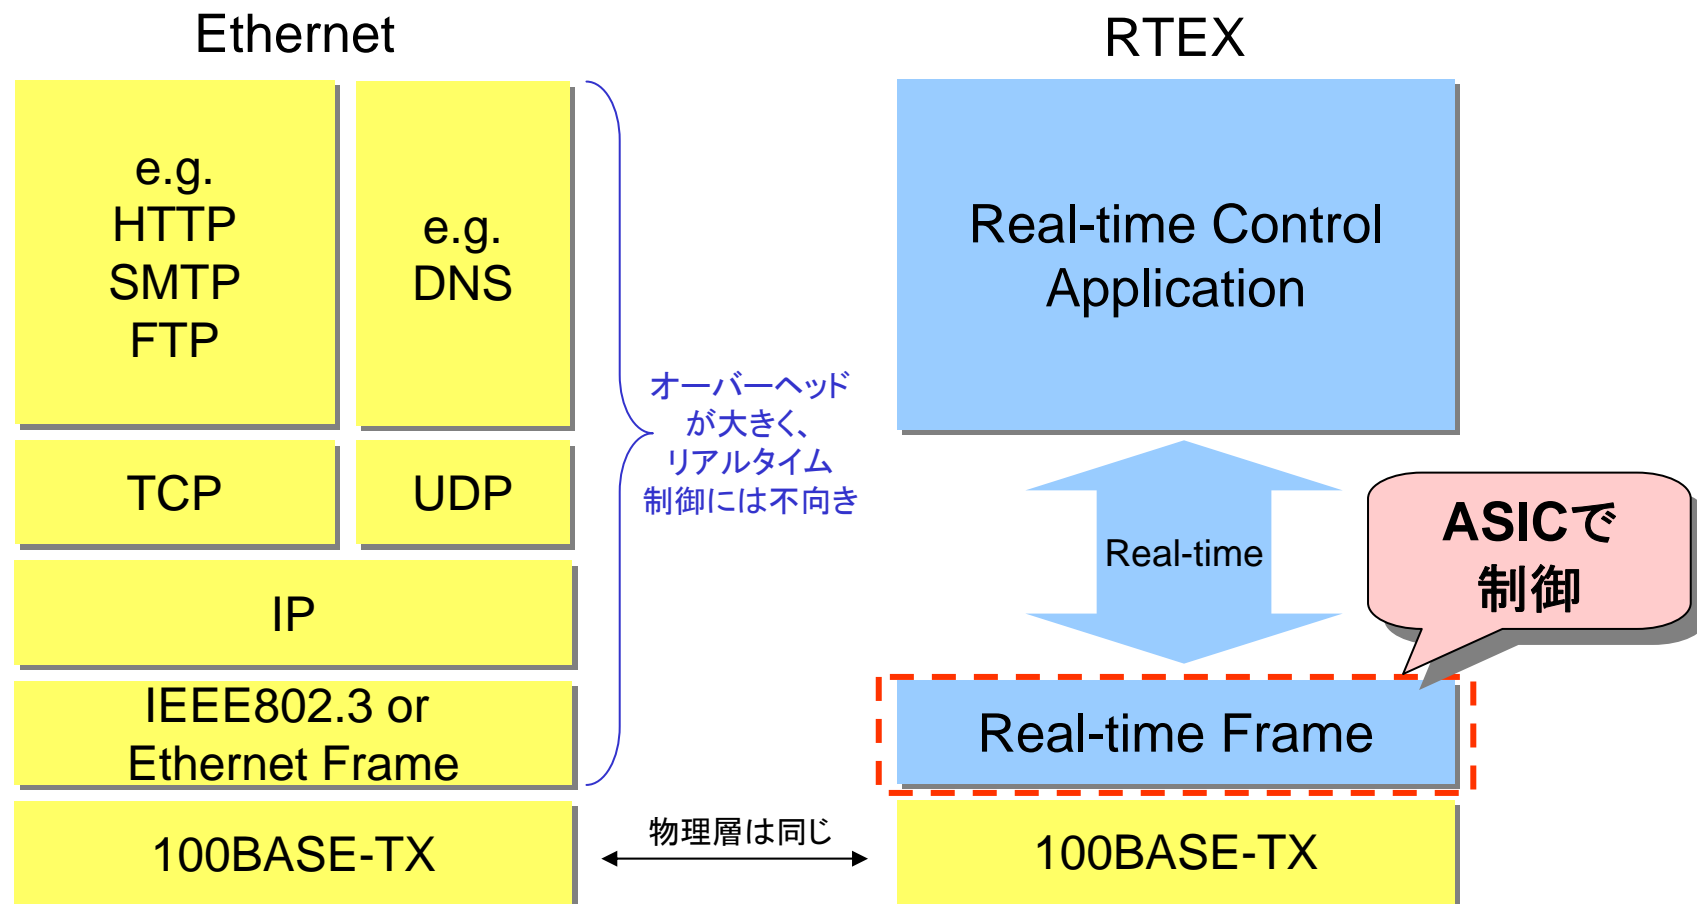 Ethernet
e.g.
HTTP
SMTP
FTP
e.g.
DNS
TCP
UDP
IP
IEEE802.3 or
Ethernet Frame
100BASE-TX
オーバーヘッド
が大きく、
リアルタイム
制御には不向き
物理層は同じ
RTEX
Real-time Control
Application
Real-time
ASICで
制御
Real-time Frame
100BASE-TX